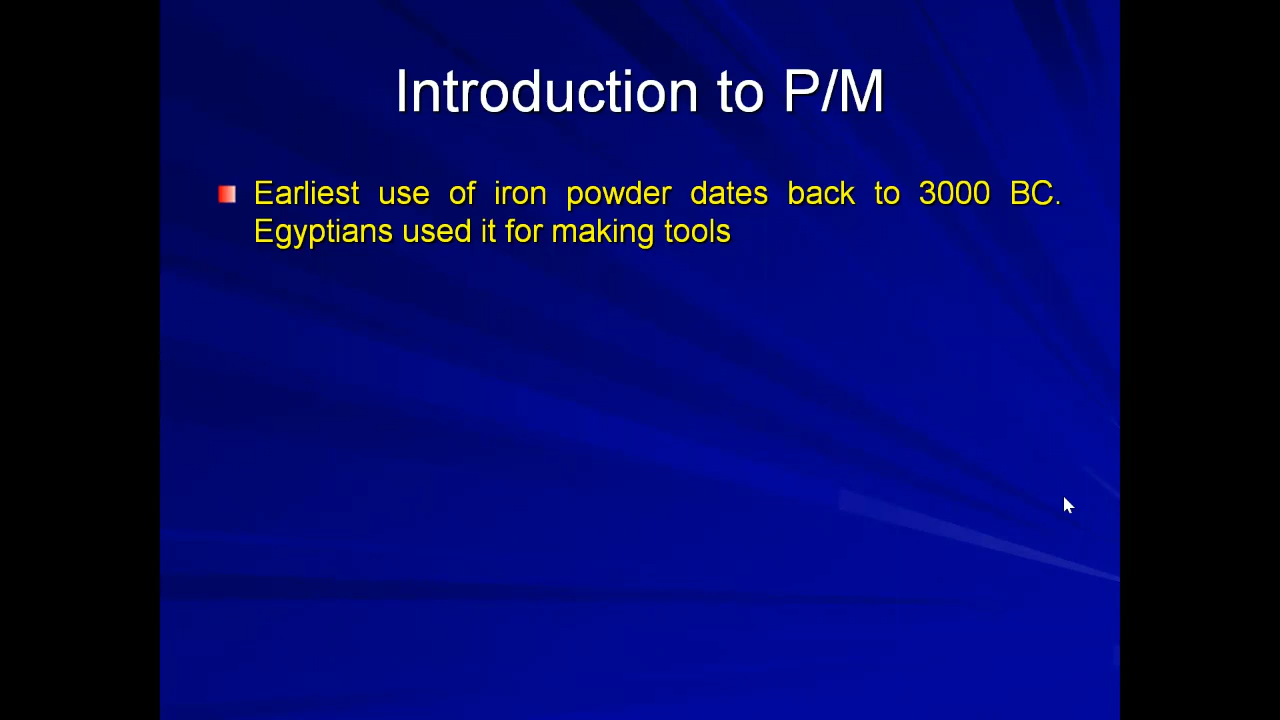 Introduction to P/M
Earliest use of iron powder dates back to 3000 BC.
Egyptians used it for making tools